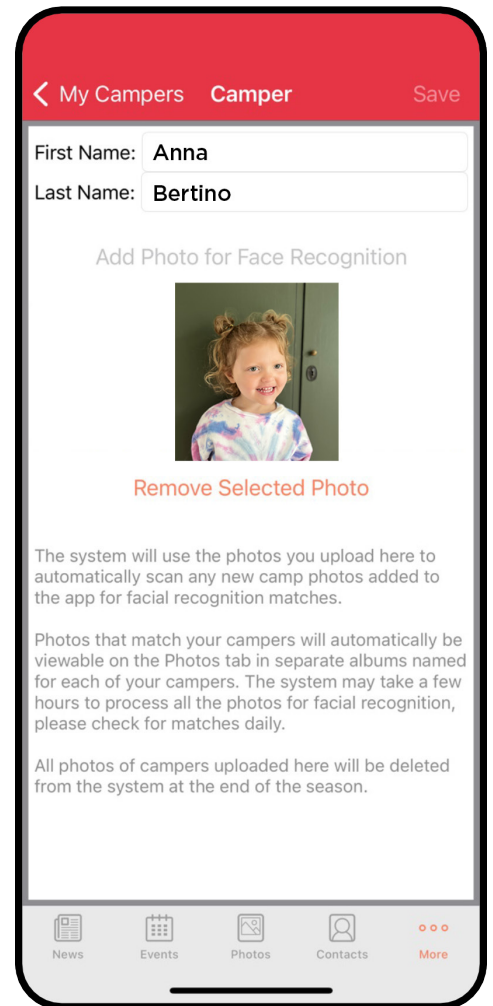 My Campers Camper Save
First Name: Anna
Last Name: Bertino
Add Photo for Face Recognition
Remove Selected Photo
The system will use the photos you upload here to
automatically scan any new camp photos added to
the app for facial recognition matches.
Photos that match your campers will automatically be
viewable on the Photos tab in separate albums named
for each of your campers. The system may take a few
hours to process all the photos for facial recognition,
please check for matches daily.
All photos of campers uploaded here will be deleted
from the system at the end of the season.
News Events Photos Contacts More